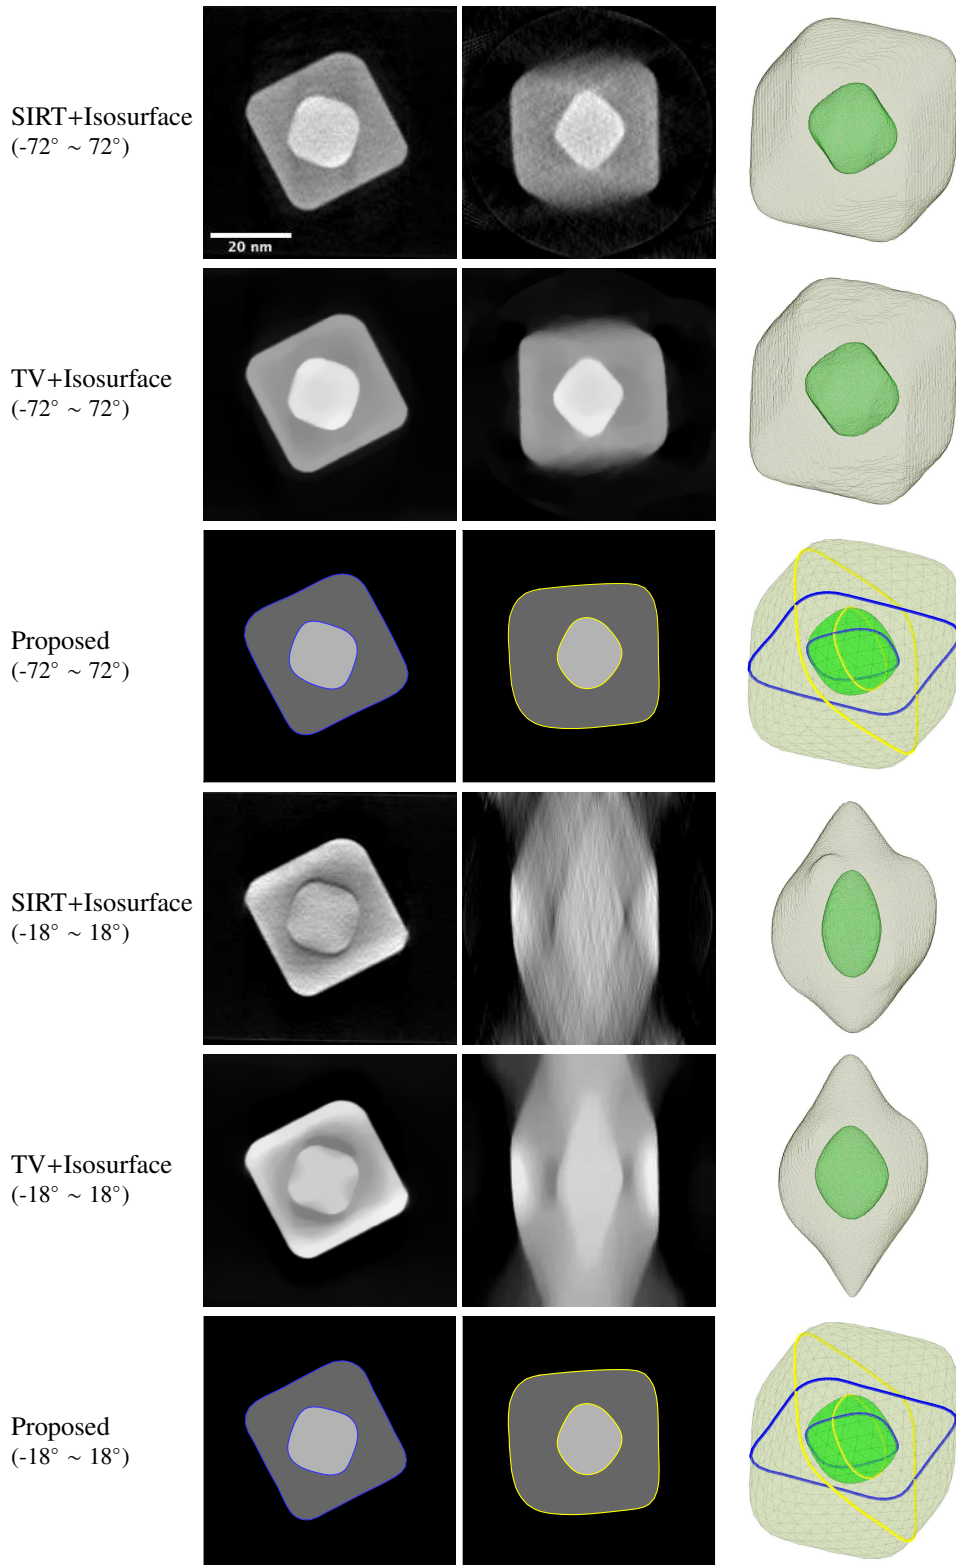 SIRT+Isosurface
(-72° ~ 72°)
20 nm
TV+Isosurface
(-72° ~ 72°)
Proposed
(-72° ~ 72°)
SIRT+Isosurface
(-18° ~ 18°)
TV+Isosurface
(-18° ~ 18°)
Proposed
(-18° ~ 18°)